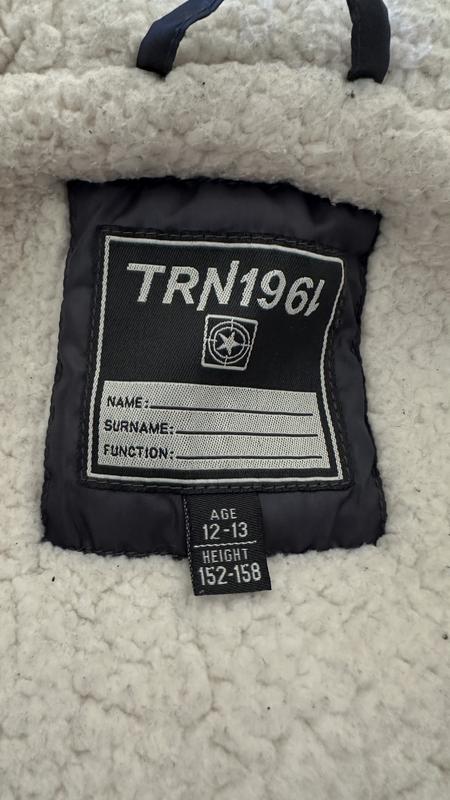 TRN1961
NAME:
SURNAME:
FUNCTION:
AGE
12-13
HEIGHT
152-158